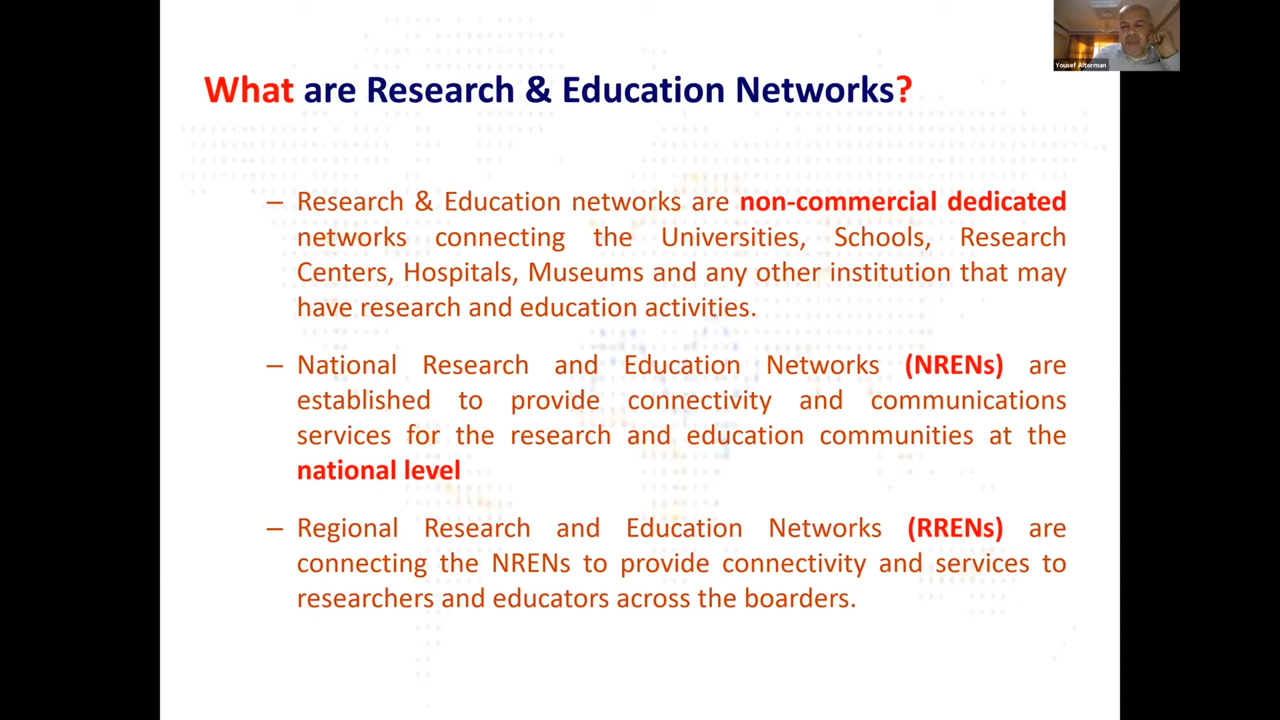 Yousef Altorman
What are Research & Education Networks?
– Research & Education networks are non-commercial dedicated
networks connecting the Universities, Schools, Research
Centers, Hospitals, Museums and any other institution that may
have research and education activities.
– National Research and Education Networks (NRENs) are
established to provide connectivity and communications
services for the research and education communities at the
national level
– Regional Research and Education Networks (RRENs) are
connecting the NRENs to provide connectivity and services to
researchers and educators across the boarders.